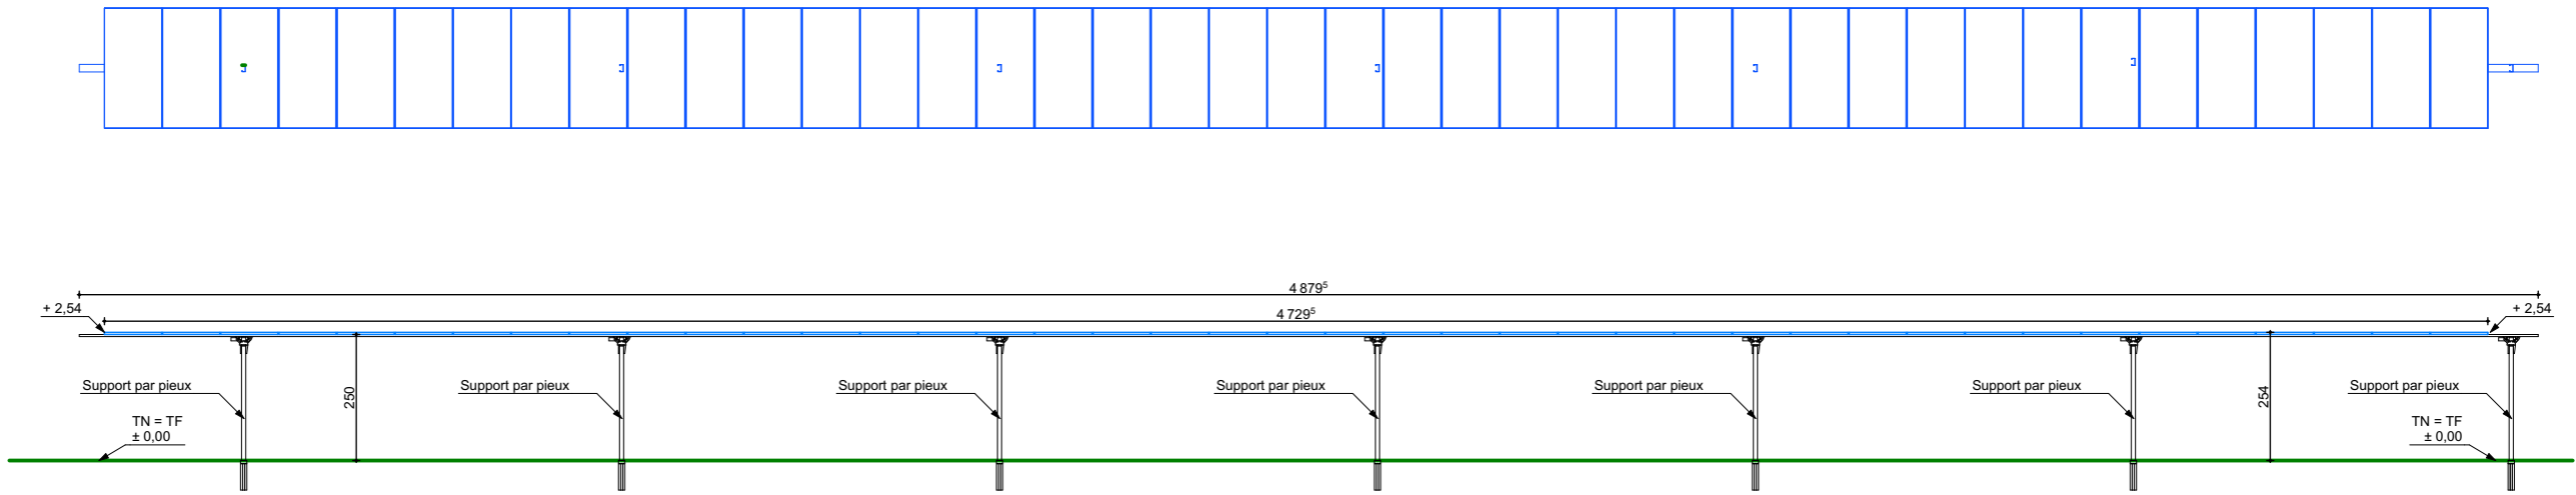 4 879⁵
+ 2,54
4 729⁵
+ 2,54
Support par pieux
Support par pieux
Support par pieux
Support par pieux
Support par pieux
Support par pieux
Support par pieux
250
254
TN = TF
± 0,00
TN = TF
± 0,00